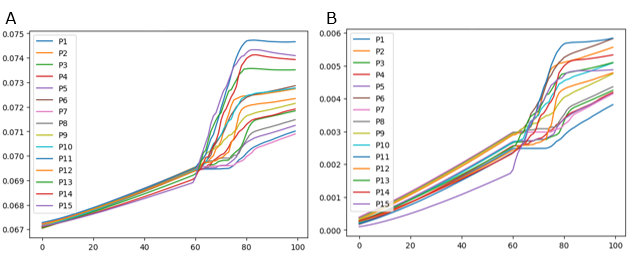 A
0.075
0.074
0.073
0.072
0.071
0.070
0.069
0.068
0.067
P1
P2
P3
P4
P5
P6
P7
P8
P9
P10
P11
P12
P13
P14
P15
0 20 40 60 80 100
B
0.006
0.005
0.004
0.003
0.002
0.001
0.000
P1
P2
P3
P4
P5
P6
P7
P8
P9
P10
P11
P12
P13
P14
P15
0 20 40 60 80 100